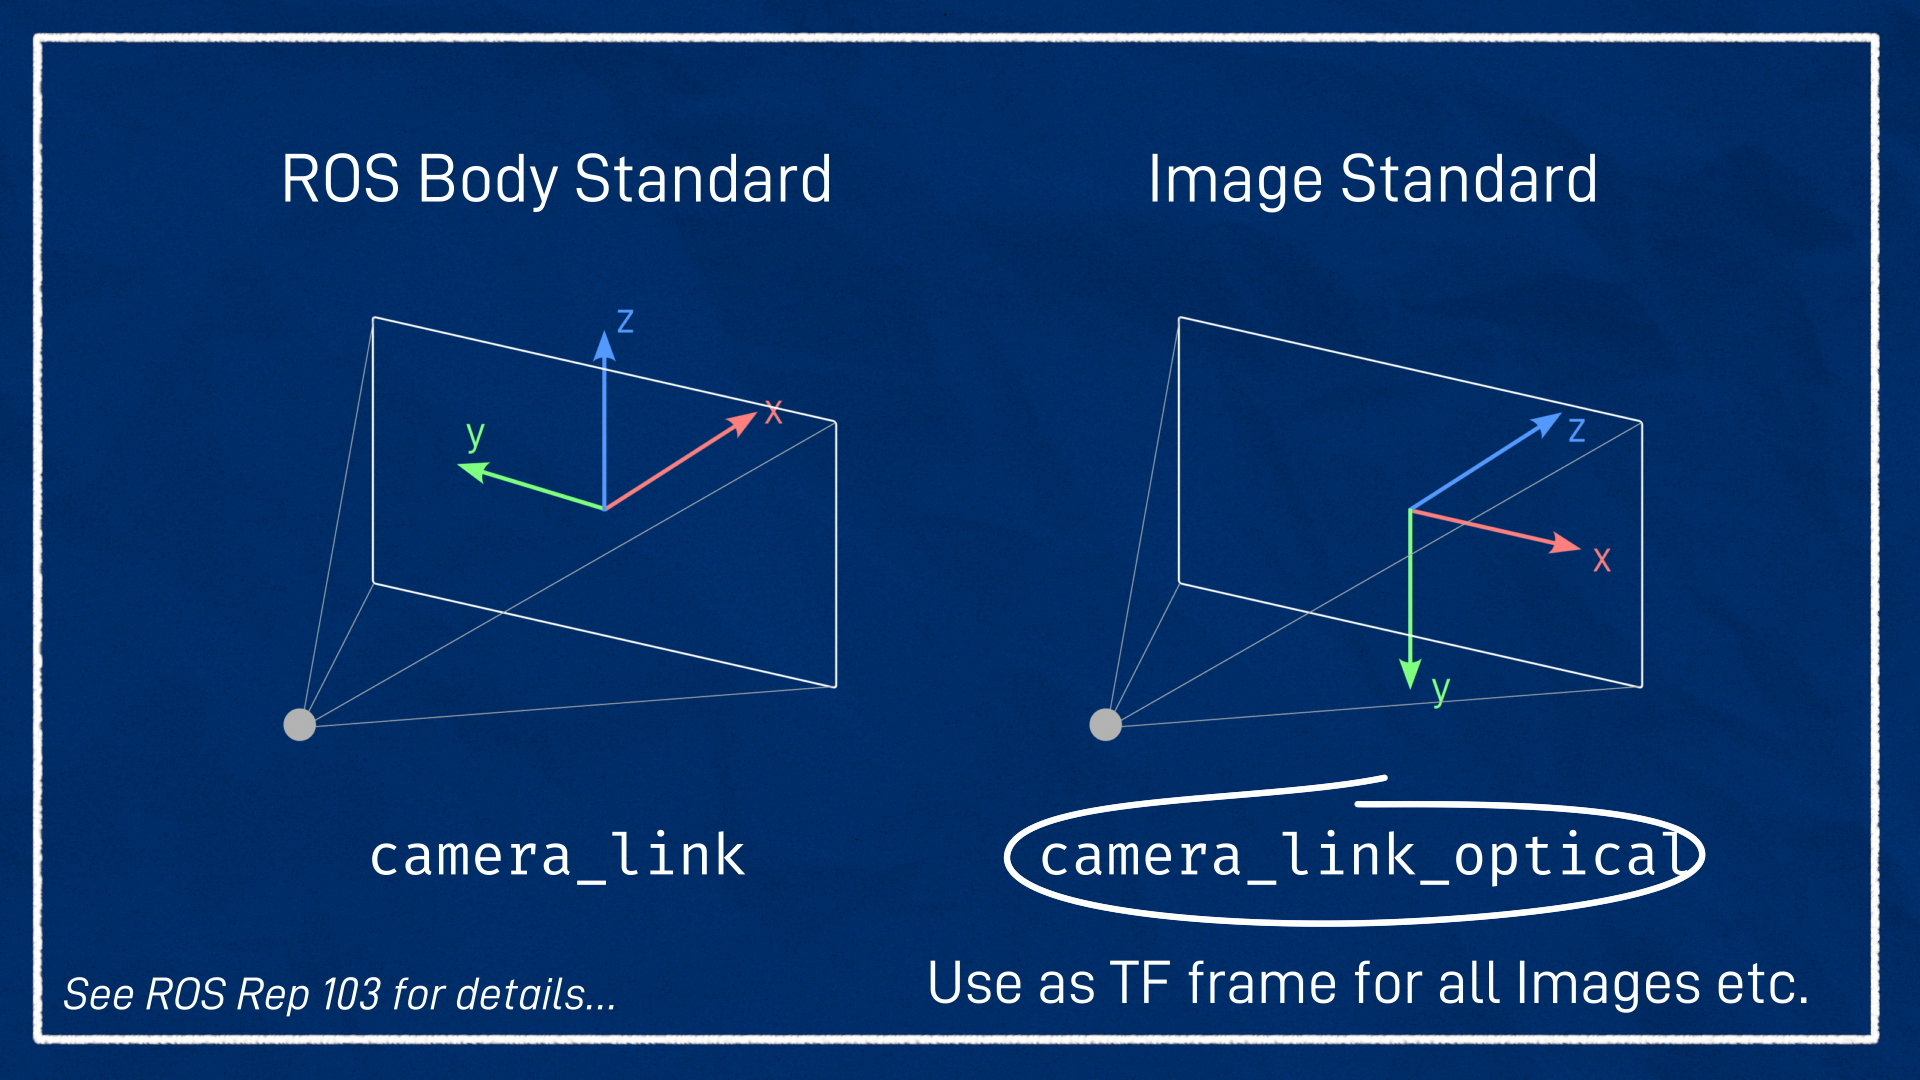 ROS Body Standard
Image Standard
z
x
y
z
x
y
camera_link
camera_link_optical
See ROS Rep 103 for details...
Use as TF frame for all Images etc.